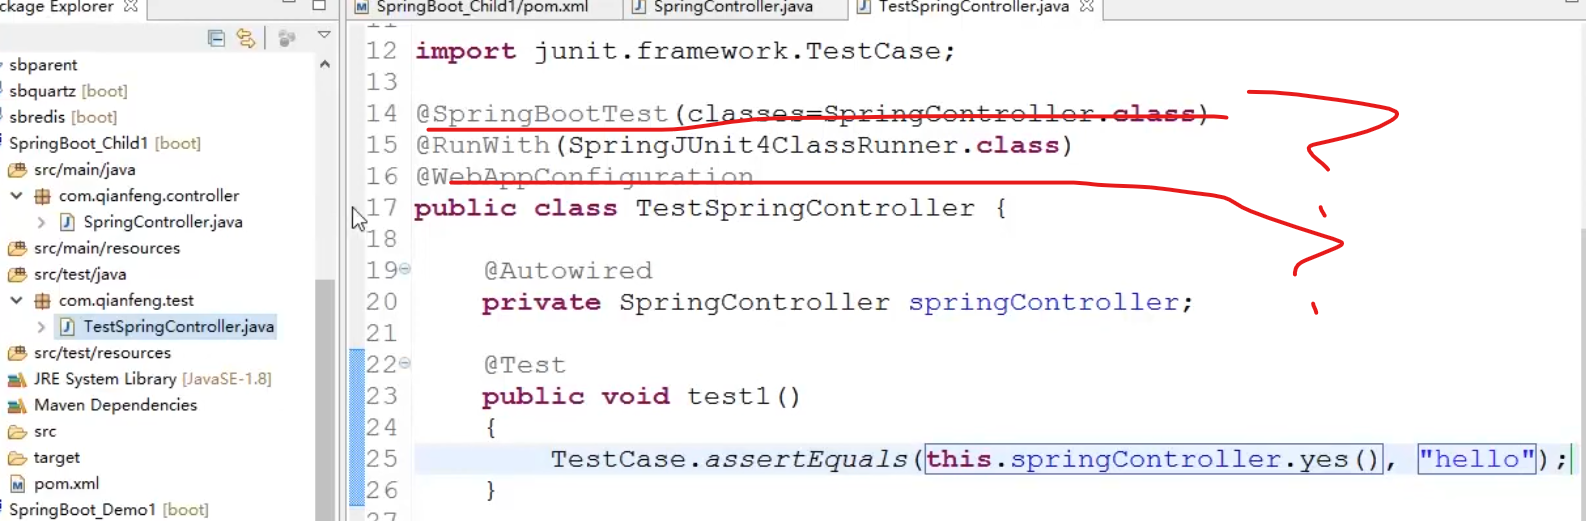 ckage Explorer
SpringBoot_Child1/pom.xml
SpringController.java
TestSpringController.java
sbparent
sbquartz [boot]
sbredis [boot]
SpringBoot_Child1 [boot]
src/main/java
com.qianfeng.controller
SpringController.java
src/main/resources
src/test/java
com.qianfeng.test
TestSpringController.java
src/test/resources
JRE System Library [JavaSE-1.8]
Maven Dependencies
src
target
pom.xml
SpringBoot_Demo1 [boot]
12 import junit.framework.TestCase;
13
14 @SpringBootTest(classes=SpringController.class)
15 @RunWith(SpringJUnit4ClassRunner.class)
16 @WebAppConfiguration
17 public class TestSpringController {
18
19 @Autowired
20 private SpringController springController;
21
22 @Test
23 public void test1()
24 {
25 TestCase.assertEquals(this.springController.yes(), "hello");
26 }